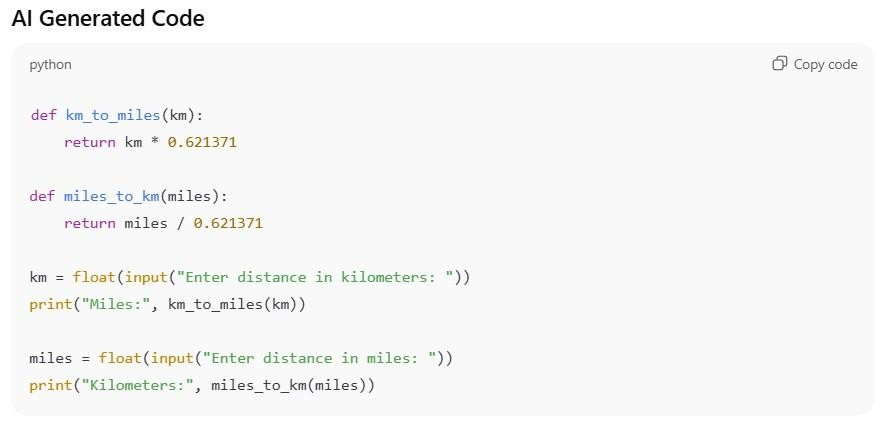 AI Generated Code
python
Copy code
def km_to_miles(km):
    return km * 0.621371
def miles_to_km(miles):
    return miles / 0.621371
km = float(input("Enter distance in kilometers: "))
print("Miles:", km_to_miles(km))
miles = float(input("Enter distance in miles: "))
print("Kilometers:", miles_to_km(miles))